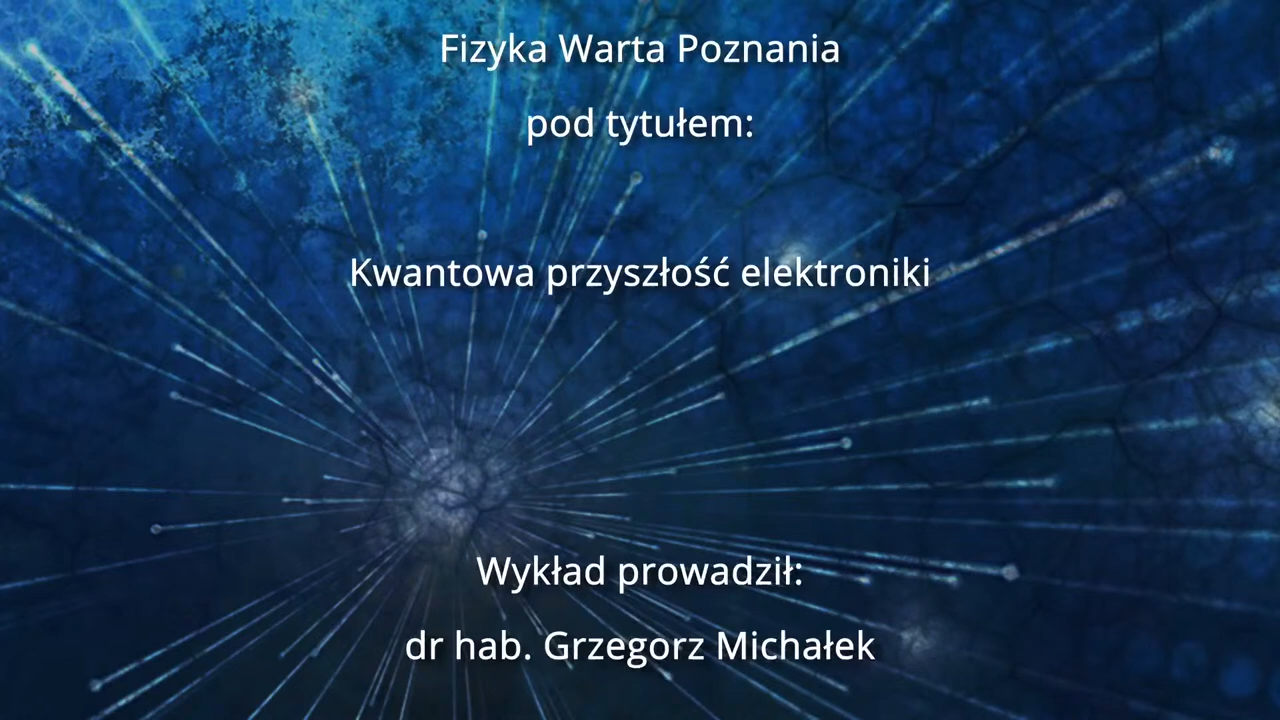 Fizyka Warta Poznania
pod tytułem:
Kwantowa przyszłość elektroniki
Wykład prowadził:
dr hab. Grzegorz Michałek